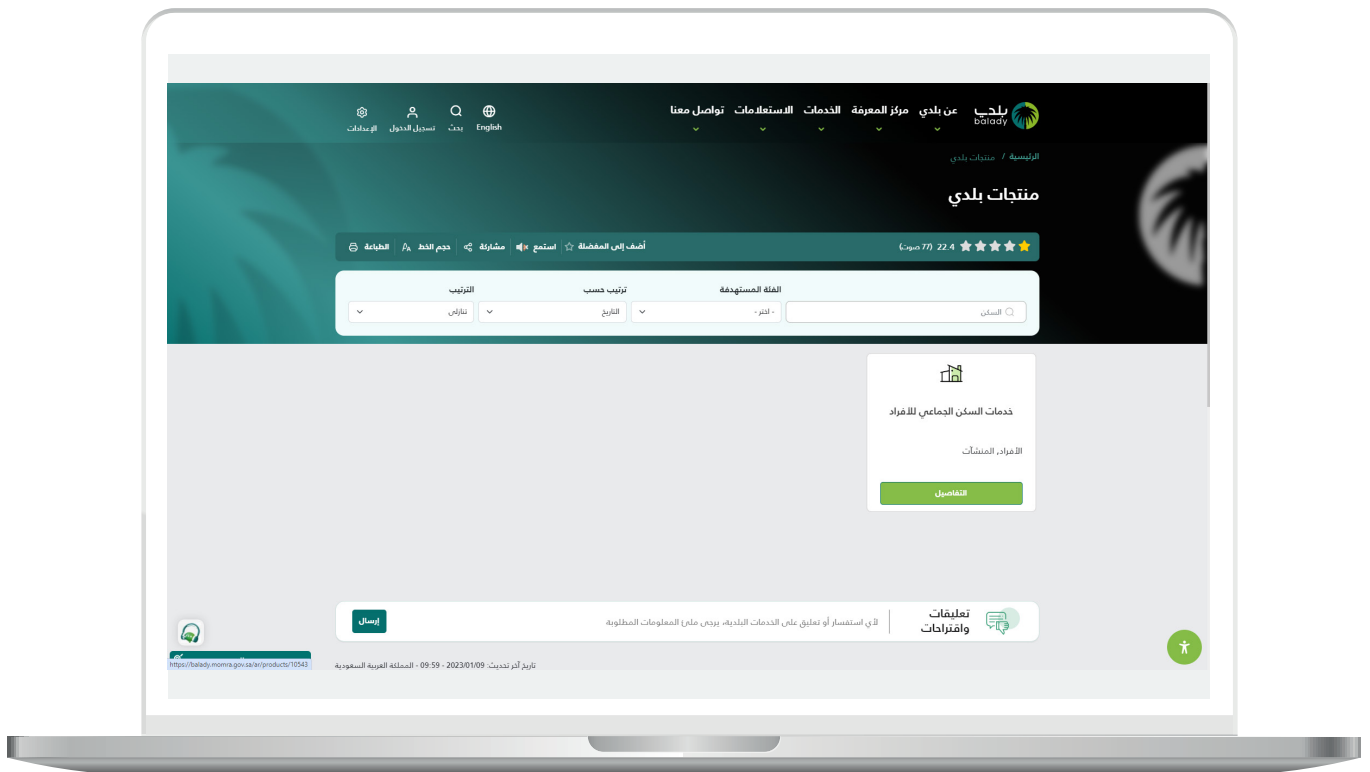 بلدي
balady
عن بلدي
مركز المعرفة
الخدمات
الاستعلامات
تواصل معنا
English
بحث
تسجيل الدخول
الإعدادات
الرئيسية / منتجات بلدي
منتجات بلدي
22.4 (77 صوت)
أضف إلى المفضلة
استمع
مشاركة
حجم الخط
الطباعة
الفئة المستهدفة
ترتيب حسب
الترتيب
السكن
- اختر -
التاريخ
تنازلي
خدمات السكن الجماعي للأفراد
الأفراد, المنشآت
التفاصيل
تعليقات
واقتراحات
لأي استفسار أو تعليق على الخدمات البلدية، يرجى ملئ المعلومات المطلوبة
إرسال
تاريخ آخر تحديث: 2023/01/09 - 09:59 - المملكة العربية السعودية
https://balady.momra.gov.sa/ar/products/10543